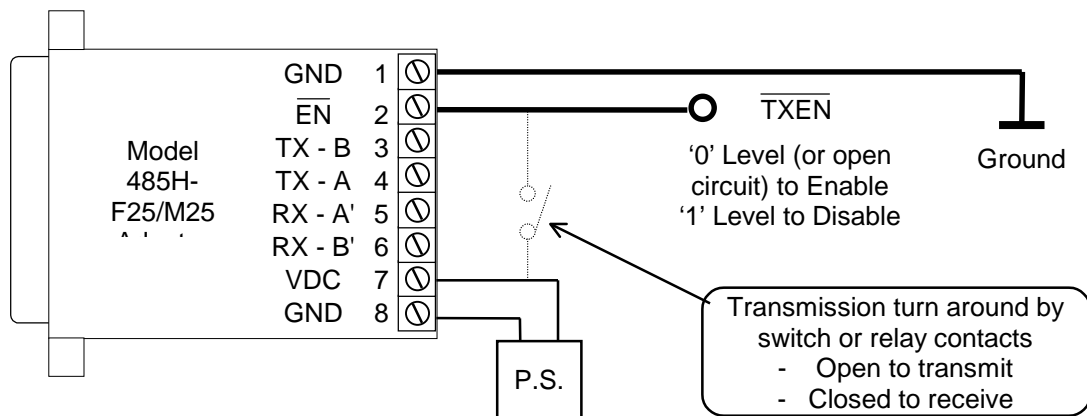 GND 1
E̅N̅ 2
TX - B 3
TX - A 4
RX - A' 5
RX - B' 6
VDC 7
GND 8
Model
485H-
F25/M25
T̅X̅E̅N̅
'0' Level (or open
circuit) to Enable
'1' Level to Disable
Ground
Transmission turn around by
switch or relay contacts
- Open to transmit
- Closed to receive
P.S.